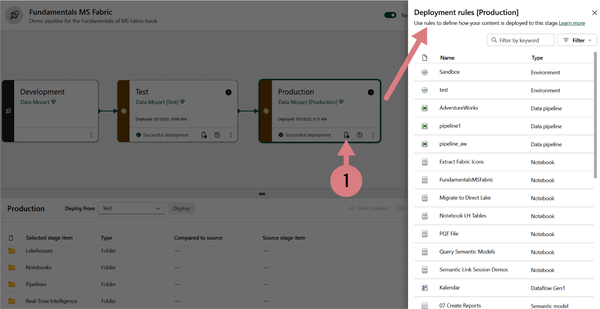 Fundamentals MS Fabric
Demo pipeline for the Fundamentals of MS Fabric book
Development
Data Mozart
Test
Data Mozart [Test]
Deployed:
Successful deployment
Production
Data Mozart [Production]
Deployed:
Successful deployment
1
Production
Deploy from
Test
Deploy
Select related
Selected stage item
Type
Compared to source
Source stage item
Lakehouses
Folder
—
—
Notebooks
Folder
—
—
Pipelines
Folder
—
—
Real-Time Intelligence
Folder
—
—
Deployment rules [Production]
Use rules to define how your content is deployed to this stage.Learn more
Filter by keyword
Filter
Name
Type
Sandbox
Environment
test
Environment
AdventureWorks
Data pipeline
pipeline1
Data pipeline
pipeline_aw
Data pipeline
Extract Fabric Icons
Notebook
FundamentalsMSFabric
Notebook
Migrate to Direct Lake
Notebook
Notebook LH Tables
Notebook
PQT File
Notebook
Query Semantic Models
Notebook
Semantic Link Session Demos
Notebook
Kalendar
Dataflow Gen1
07 Create Reports
Semantic model